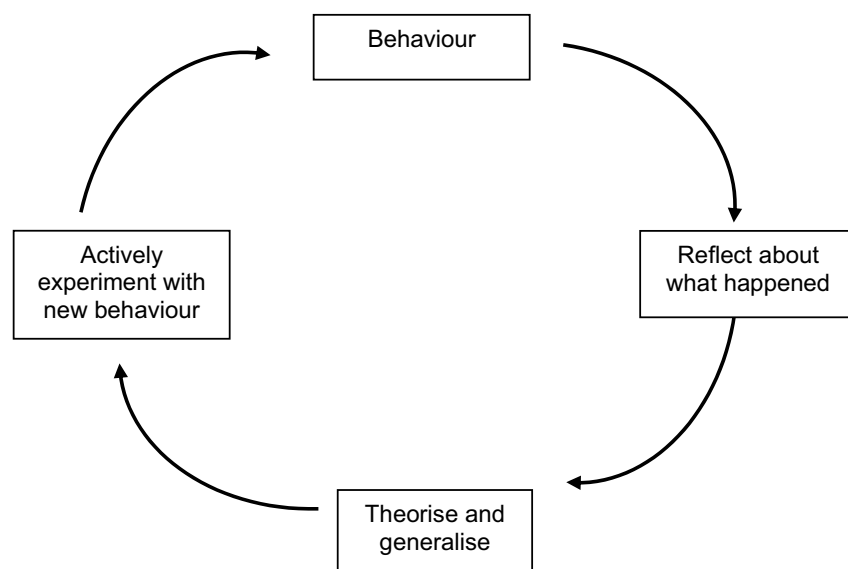 Behaviour
Reflect about
what happened
Theorise and
generalise
Actively
experiment with
new behaviour